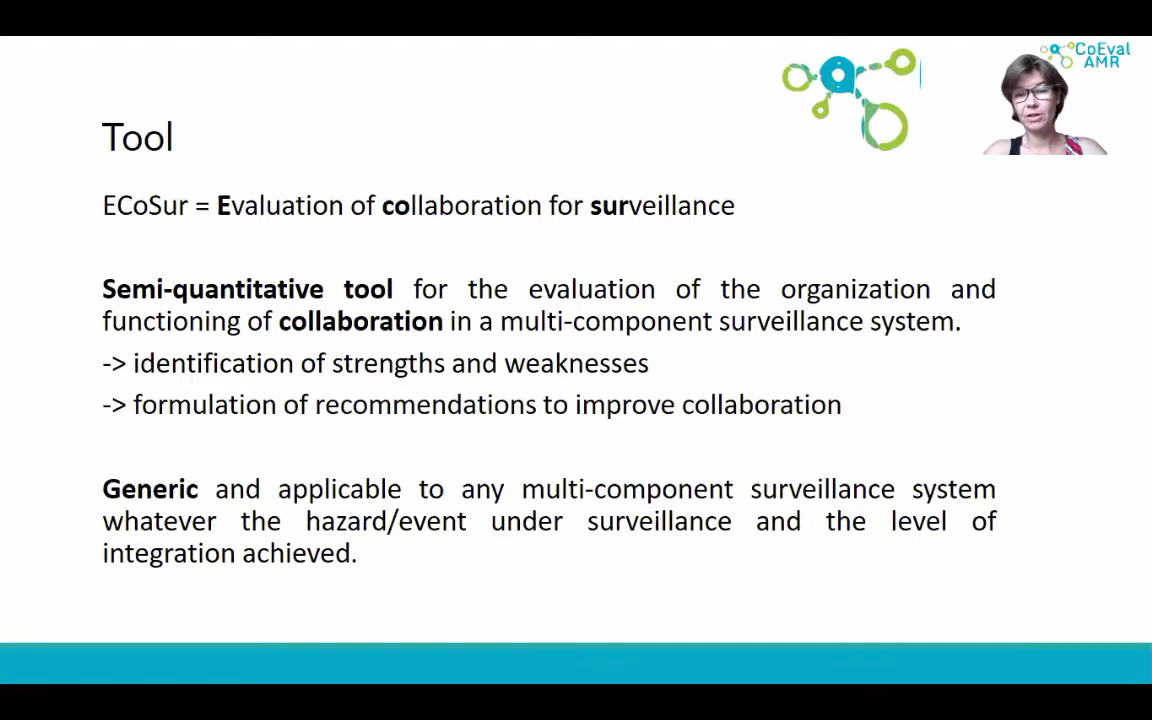 CoEval
AMR
Tool
ECoSur = Evaluation of collaboration for surveillance
Semi-quantitative tool for the evaluation of the organization and
functioning of collaboration in a multi-component surveillance system.
-> identification of strengths and weaknesses
-> formulation of recommendations to improve collaboration
Generic and applicable to any multi-component surveillance system
whatever the hazard/event under surveillance and the level of
integration achieved.